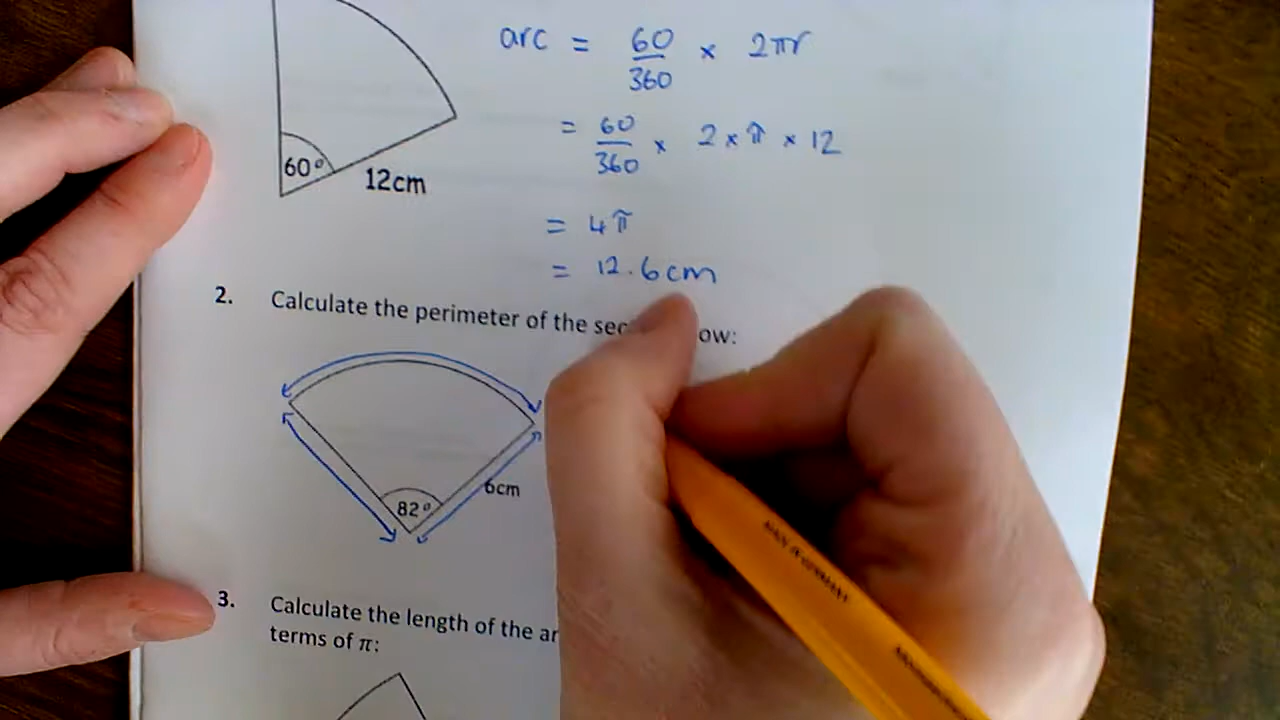 arc = 60/360 × 2πr
= 60/360 × 2 × π × 12
60° 12cm
= 4π
= 12.6cm
2. Calculate the perimeter of the sec ow:
6cm
82°
3. Calculate the length of the ar
terms of π: